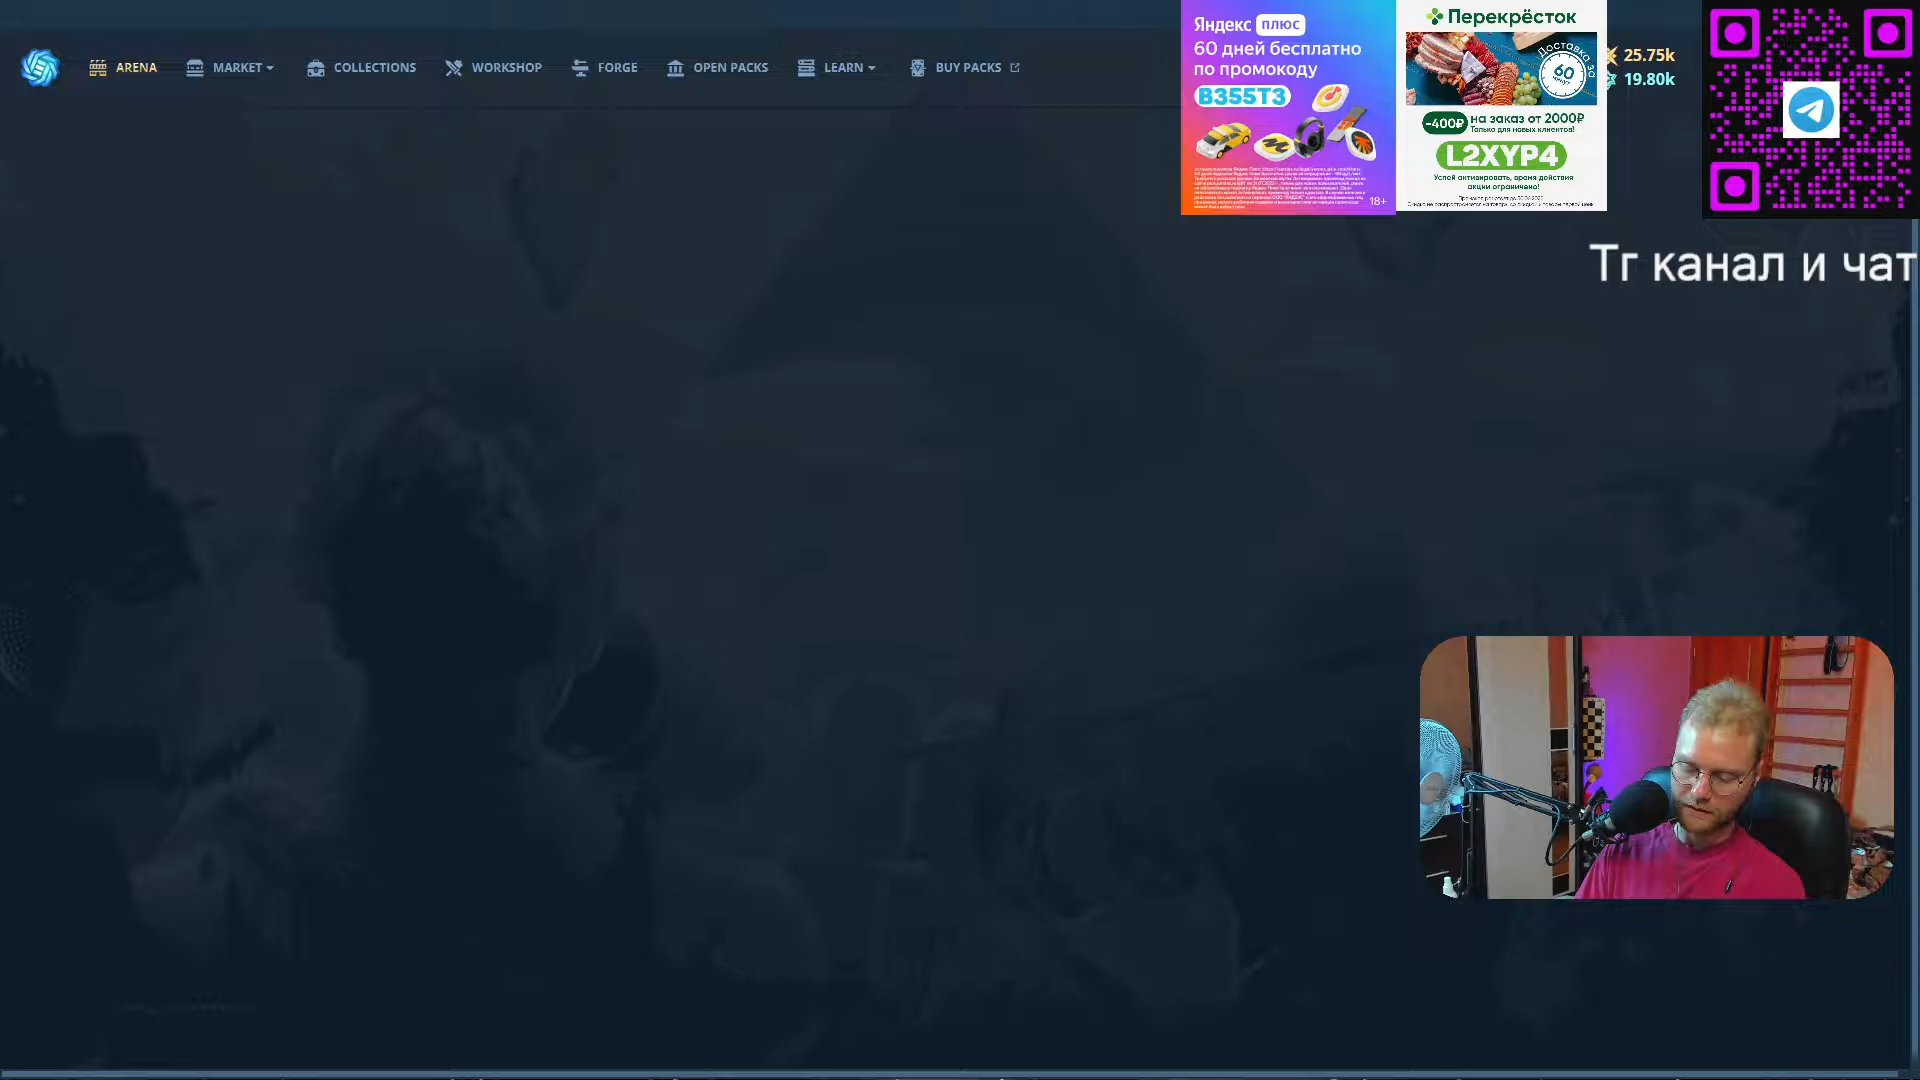 ARENA
MARKET
COLLECTIONS
WORKSHOP
FORGE
OPEN PACKS
LEARN
BUY PACKS
Яндекс плюс
60 дней бесплатно
по промокоду
B355T3
18+
Перекрёсток
Доставка за
60
минут
-400₽ на заказ от 2000₽
Только для новых клиентов!
L2XYP4
Успей активировать, время действия
акции ограничено!
25.75k
19.80k
Тг канал и чат